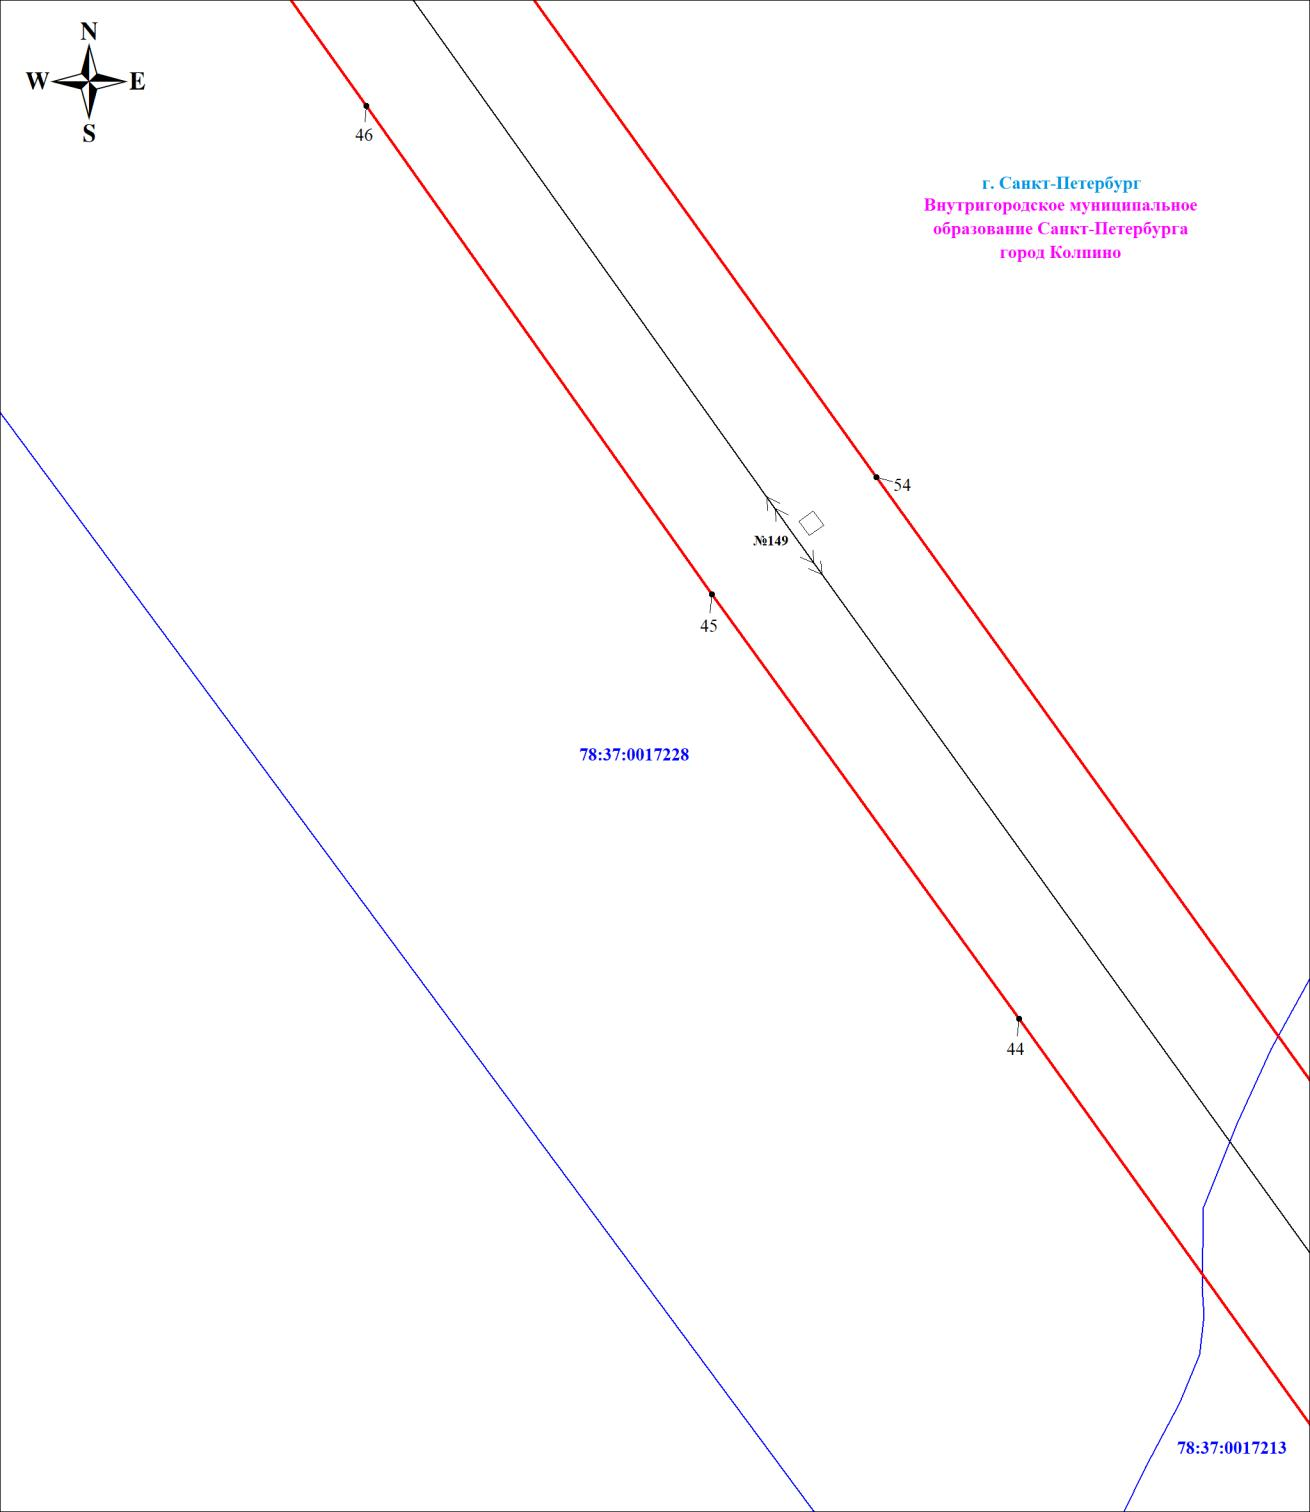 N
W E
S
46
г. Санкт-Петербург
Внутригородское муниципальное
образование Санкт-Петербурга
город Колпино
54
№149
45
78:37:0017228
44
78:37:0017213